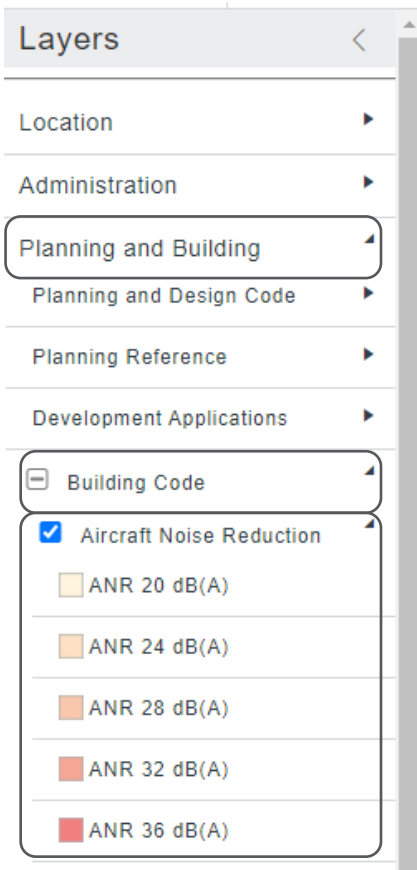 Layers
Location
Administration
Planning and Building
Planning and Design Code
Planning Reference
Development Applications
Building Code
Aircraft Noise Reduction
ANR 20 dB(A)
ANR 24 dB(A)
ANR 28 dB(A)
ANR 32 dB(A)
ANR 36 dB(A)